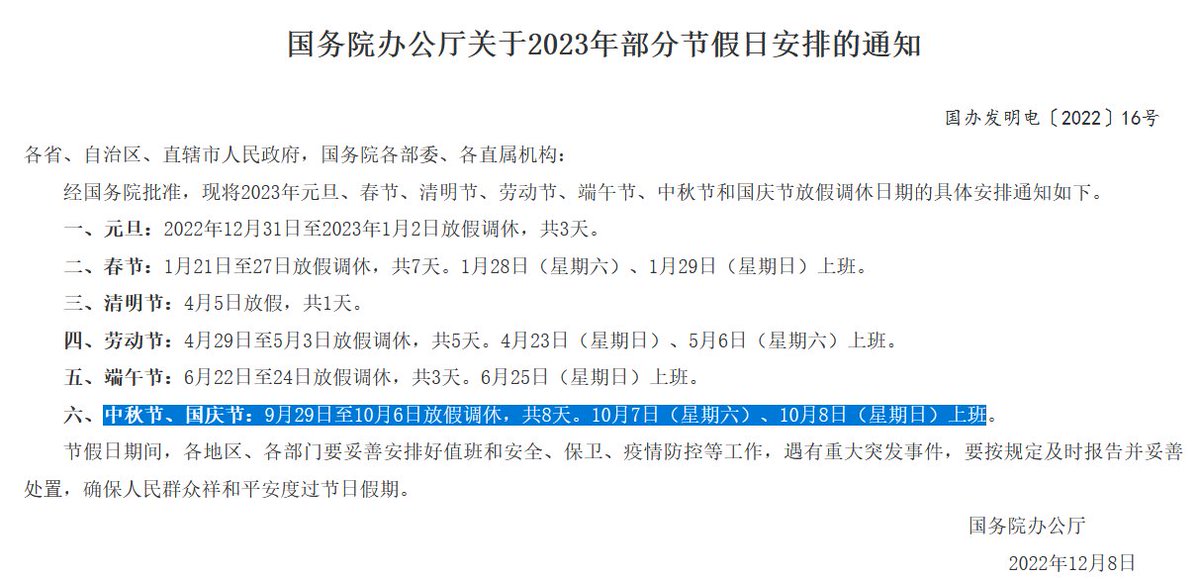 国务院办公厅关于2023年部分节假日安排的通知
国办发明电〔2022〕16号
各省、自治区、直辖市人民政府，国务院各部委、各直属机构：
经国务院批准，现将2023年元旦、春节、清明节、劳动节、端午节、中秋节和国庆节放假调休日期的具体安排通知如下。
一、元旦：2022年12月31日至2023年1月2日放假调休，共3天。
二、春节：1月21日至27日放假调休，共7天。1月28日（星期六）、1月29日（星期日）上班。
三、清明节：4月5日放假，共1天。
四、劳动节：4月29日至5月3日放假调休，共5天。4月23日（星期日）、5月6日（星期六）上班。
五、端午节：6月22日至24日放假调休，共3天。6月25日（星期日）上班。
六、中秋节、国庆节：9月29日至10月6日放假调休，共8天。10月7日（星期六）、10月8日（星期日）上班。
节假日期间，各地区、各部门要妥善安排好值班和安全、保卫、疫情防控等工作，遇有重大突发事件，要按规定及时报告并妥善
处置，确保人民群众祥和平安度过节日假期。
国务院办公厅
2022年12月8日